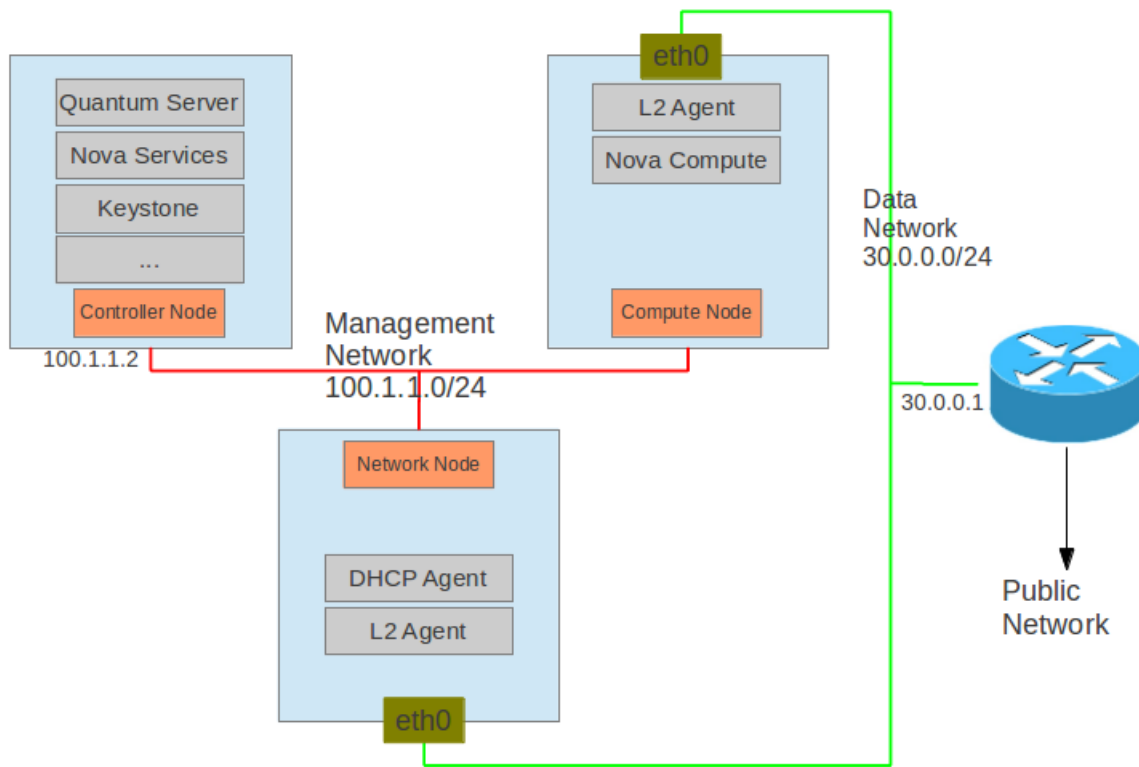 Quantum Server
Nova Services
Keystone
...
Controller Node
100.1.1.2
eth0
L2 Agent
Nova Compute
Compute Node
Management
Network
100.1.1.0/24
Network Node
DHCP Agent
L2 Agent
eth0
Data
Network
30.0.0.0/24
30.0.0.1
Public
Network